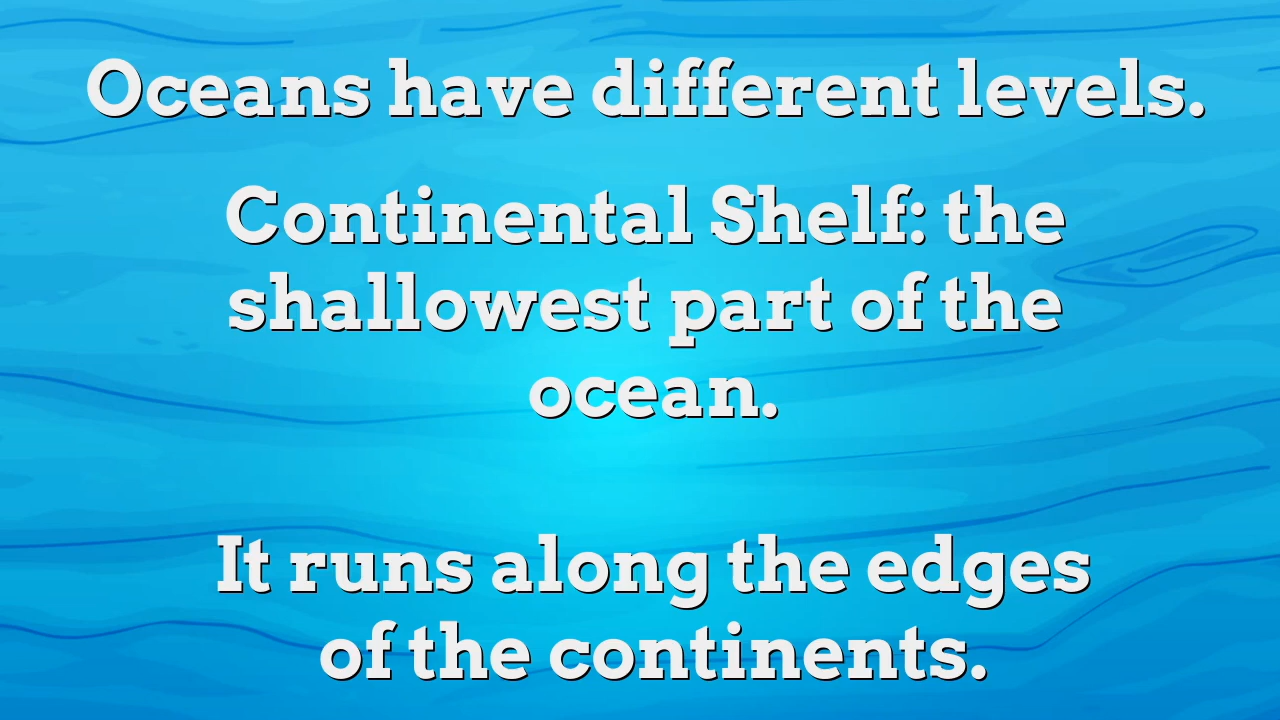 Oceans have different levels.
Continental Shelf: the
shallowest part of the
ocean.
It runs along the edges
of the continents.